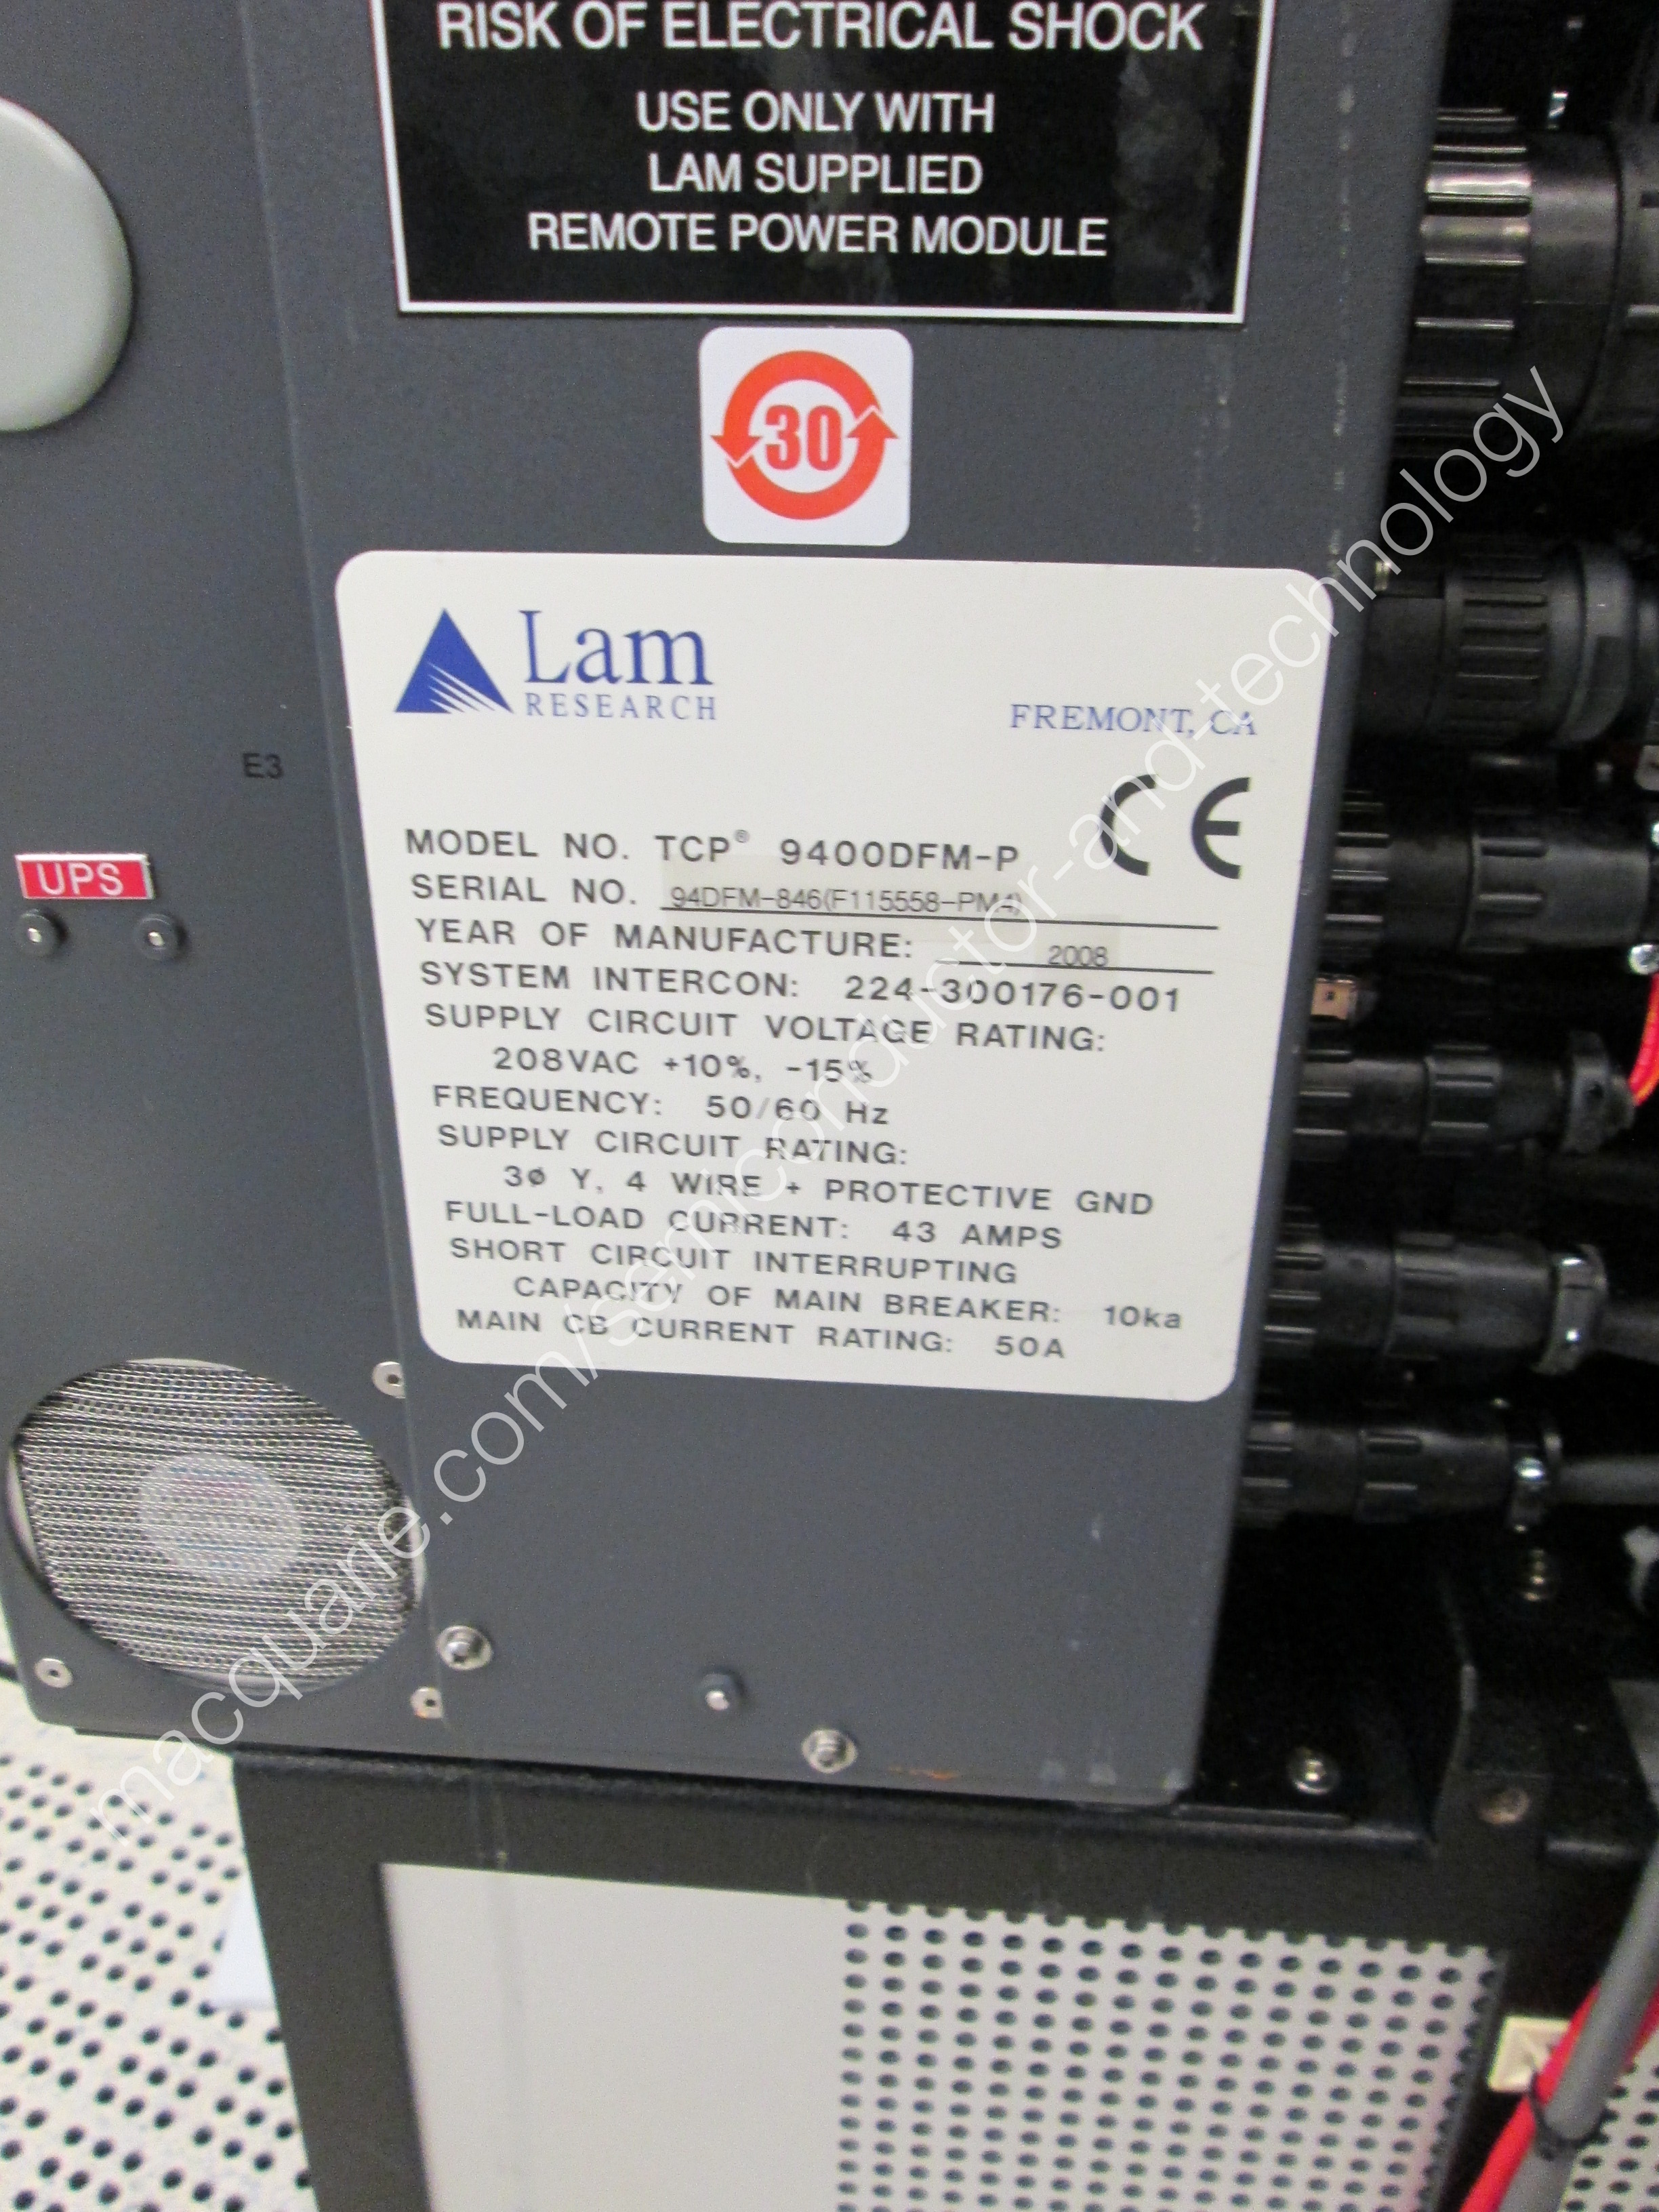 RISK OF ELECTRICAL SHOCK
USE ONLY WITH
LAM SUPPLIED
REMOTE POWER MODULE
30
Lam
RESEARCH
FREMONT, CA
CE
E3
UPS
MODEL NO. TCP® 9400DFM-P
SERIAL NO. 94DFM-846(F115558-PM4)
YEAR OF MANUFACTURE: 2008
SYSTEM INTERCON: 224-300176-001
SUPPLY CIRCUIT VOLTAGE RATING:
208VAC +10%, -15%
FREQUENCY: 50/60 Hz
SUPPLY CIRCUIT RATING:
3ø Y, 4 WIRE + PROTECTIVE GND
FULL-LOAD CURRENT: 43 AMPS
SHORT CIRCUIT INTERRUPTING
CAPACITY OF MAIN BREAKER: 10ka
MAIN CB CURRENT RATING: 50A
macquarie.com/semiconductor-and-technology